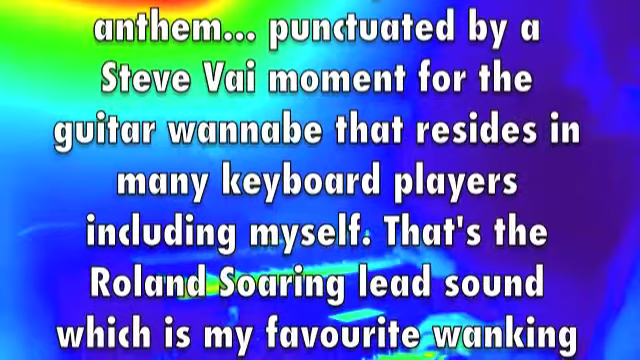 anthem... punctuated by a
Steve Vai moment for the
guitar wannabe that resides in
many keyboard players
including myself. That's the
Roland Soaring lead sound
which is my favourite wanking